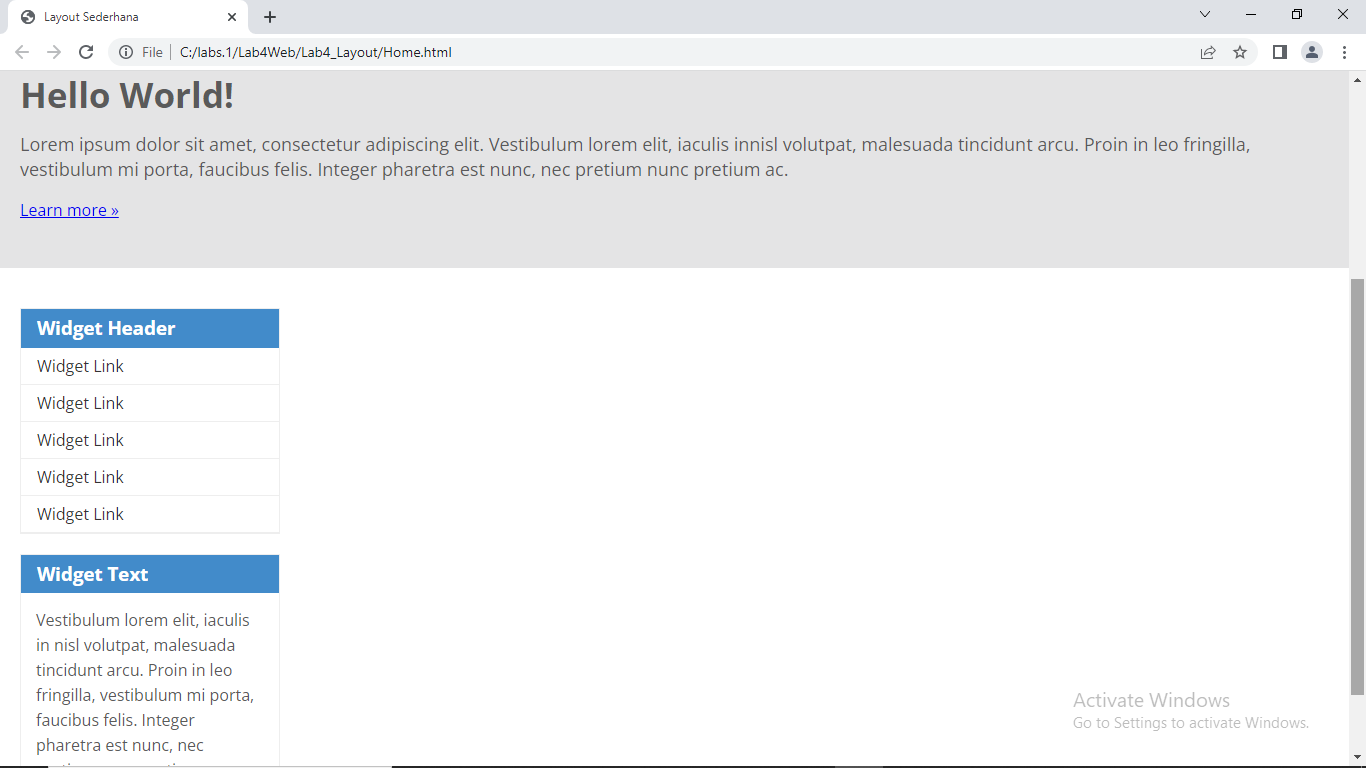 Layout Sederhana
File
C:/labs.1/Lab4Web/Lab4_Layout/Home.html
Hello World!
Lorem ipsum dolor sit amet, consectetur adipiscing elit. Vestibulum lorem elit, iaculis innisl volutpat, malesuada tincidunt arcu. Proin in leo fringilla,
vestibulum mi porta, faucibus felis. Integer pharetra est nunc, nec pretium nunc pretium ac.
Learn more »
Widget Header
Widget Link
Widget Link
Widget Link
Widget Link
Widget Link
Widget Text
Vestibulum lorem elit, iaculis
in nisl volutpat, malesuada
tincidunt arcu. Proin in leo
fringilla, vestibulum mi porta,
faucibus felis. Integer
pharetra est nunc, nec
Activate Windows
Go to Settings to activate Windows.